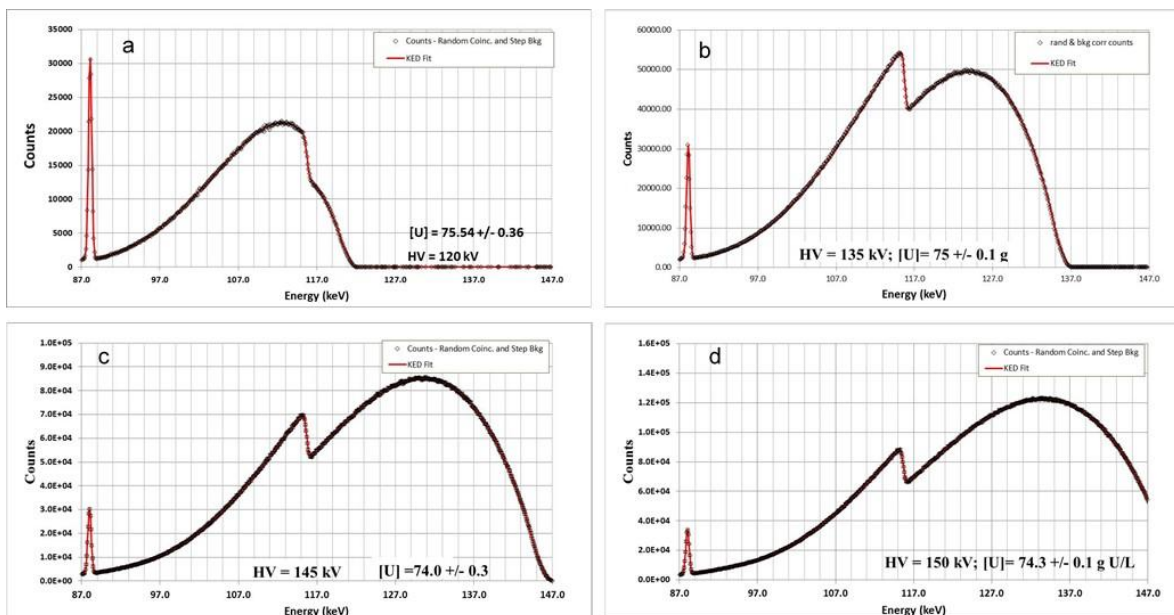 a
Counts - Random Coinc. and Step Bkg
KED Fit
35000
30000
25000
20000
15000
10000
5000
0
Counts
[U] = 75.54 +/- 0.36
HV = 120 kV
87.0 97.0 107.0 117.0 127.0 137.0 147.0
Energy (keV)
b
rand & bkg corr counts
KED Fit
60000.00
50000.00
40000.00
30000.00
20000.00
10000.00
0.00
Counts
HV = 135 kV; [U]= 75 +/- 0.1 g
87.0 97.0 107.0 117.0 127.0 137.0 147.0
Energy (keV)
c
Counts - Random Coinc. and Step Bkg
KED Fit
1.0E+05
9.0E+04
8.0E+04
7.0E+04
6.0E+04
5.0E+04
4.0E+04
3.0E+04
2.0E+04
1.0E+04
0.0E+00
Counts
HV = 145 kV [U] =74.0 +/- 0.3
87.0 97.0 107.0 117.0 127.0 137.0 147.0
Energy (keV)
d
Counts - Random Coinc. and Step Bkg
KED Fit
1.6E+05
1.4E+05
1.2E+05
1.0E+05
8.0E+04
6.0E+04
4.0E+04
2.0E+04
0.0E+00
Counts
HV = 150 kV; [U]= 74.3 +/- 0.1 g U/L
87.0 97.0 107.0 117.0 127.0 137.0 147.0
Energy (keV)